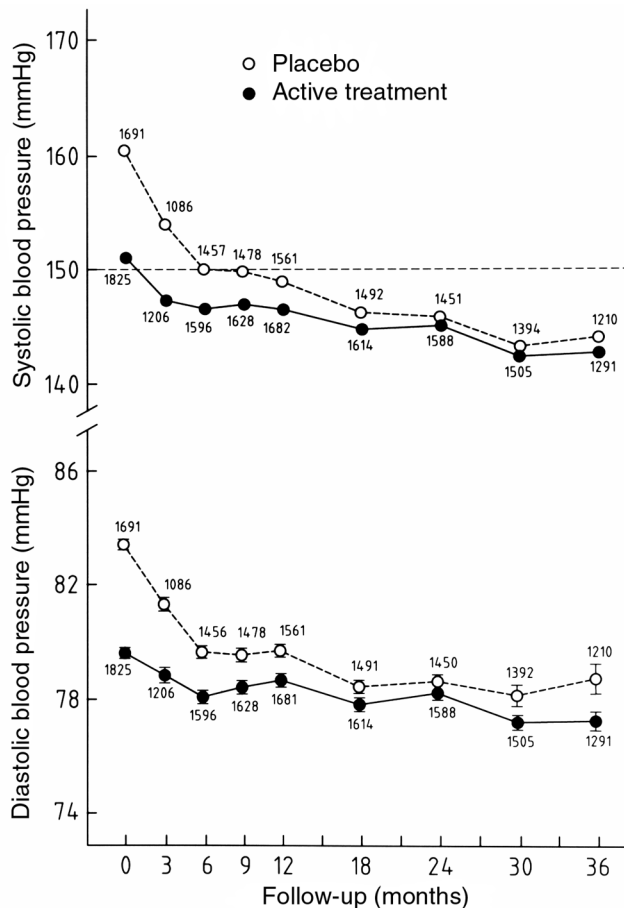 170
Placebo
Active treatment
1691
160
1086
1457 1478 1561
150
1492 1451
1825
1394 1210
1206 1596 1628 1682
1614 1588
1505 1291
140
Systolic blood pressure (mmHg)
86
1691
1086
82
1456 1478 1561
1491 1450 1392 1210
1825
1206 1596 1628 1681
78
1614 1588
1505 1291
74
Diastolic blood pressure (mmHg)
0 3 6 9 12 18 24 30 36
Follow-up (months)